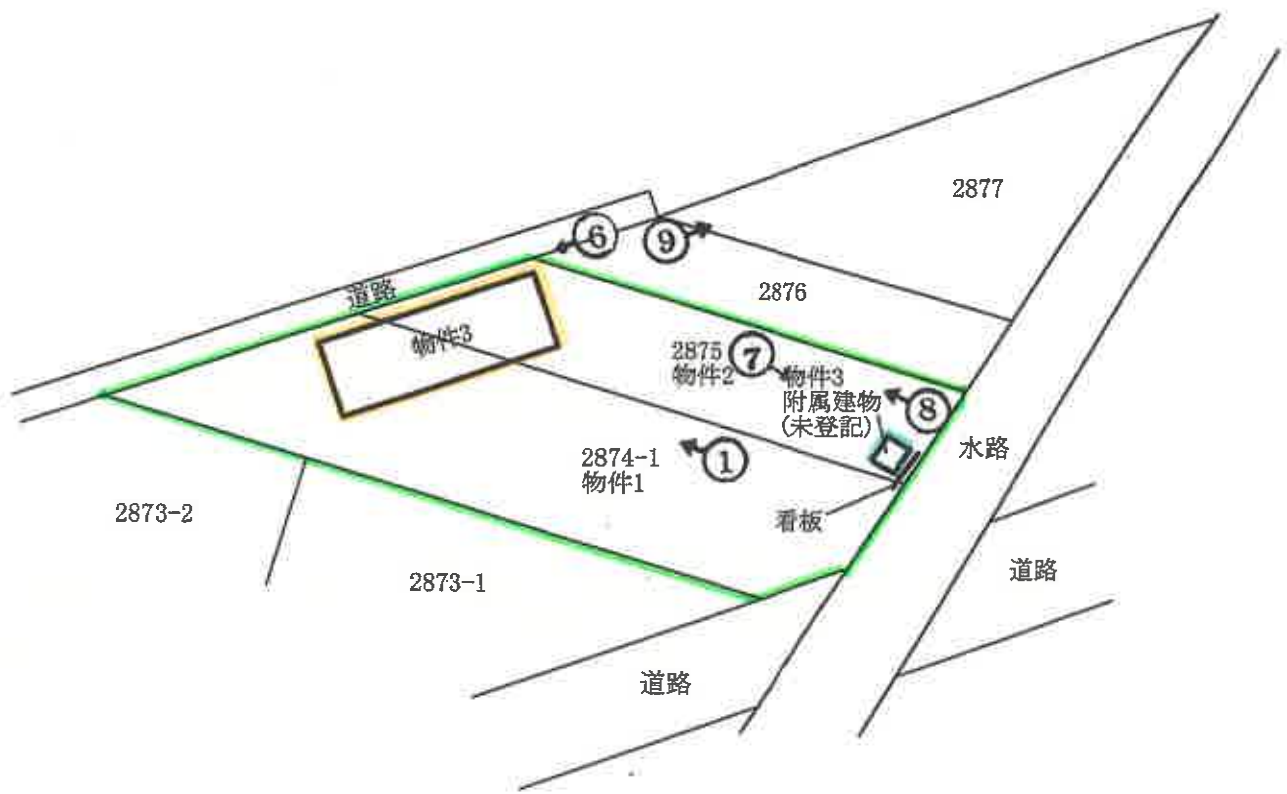 2877
⑥
⑨
道路
2876
物件3
2875
物件2
⑦
物件3
附属建物
(未登記)
⑧
水路
2874-1
物件1
①
看板
2873-2
2873-1
道路
道路